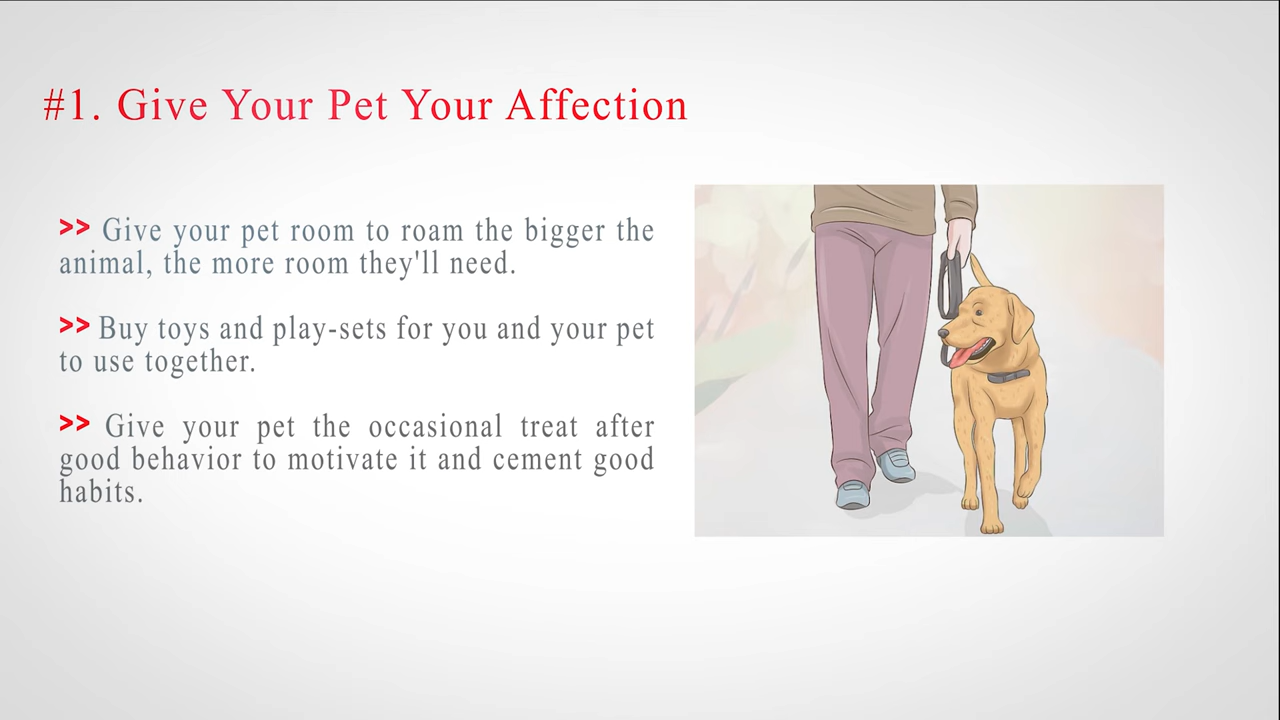 #1. Give Your Pet Your Affection
>> Give your pet room to roam the bigger the
animal, the more room they'll need.
>> Buy toys and play-sets for you and your pet
to use together.
>> Give your pet the occasional treat after
good behavior to motivate it and cement good
habits.